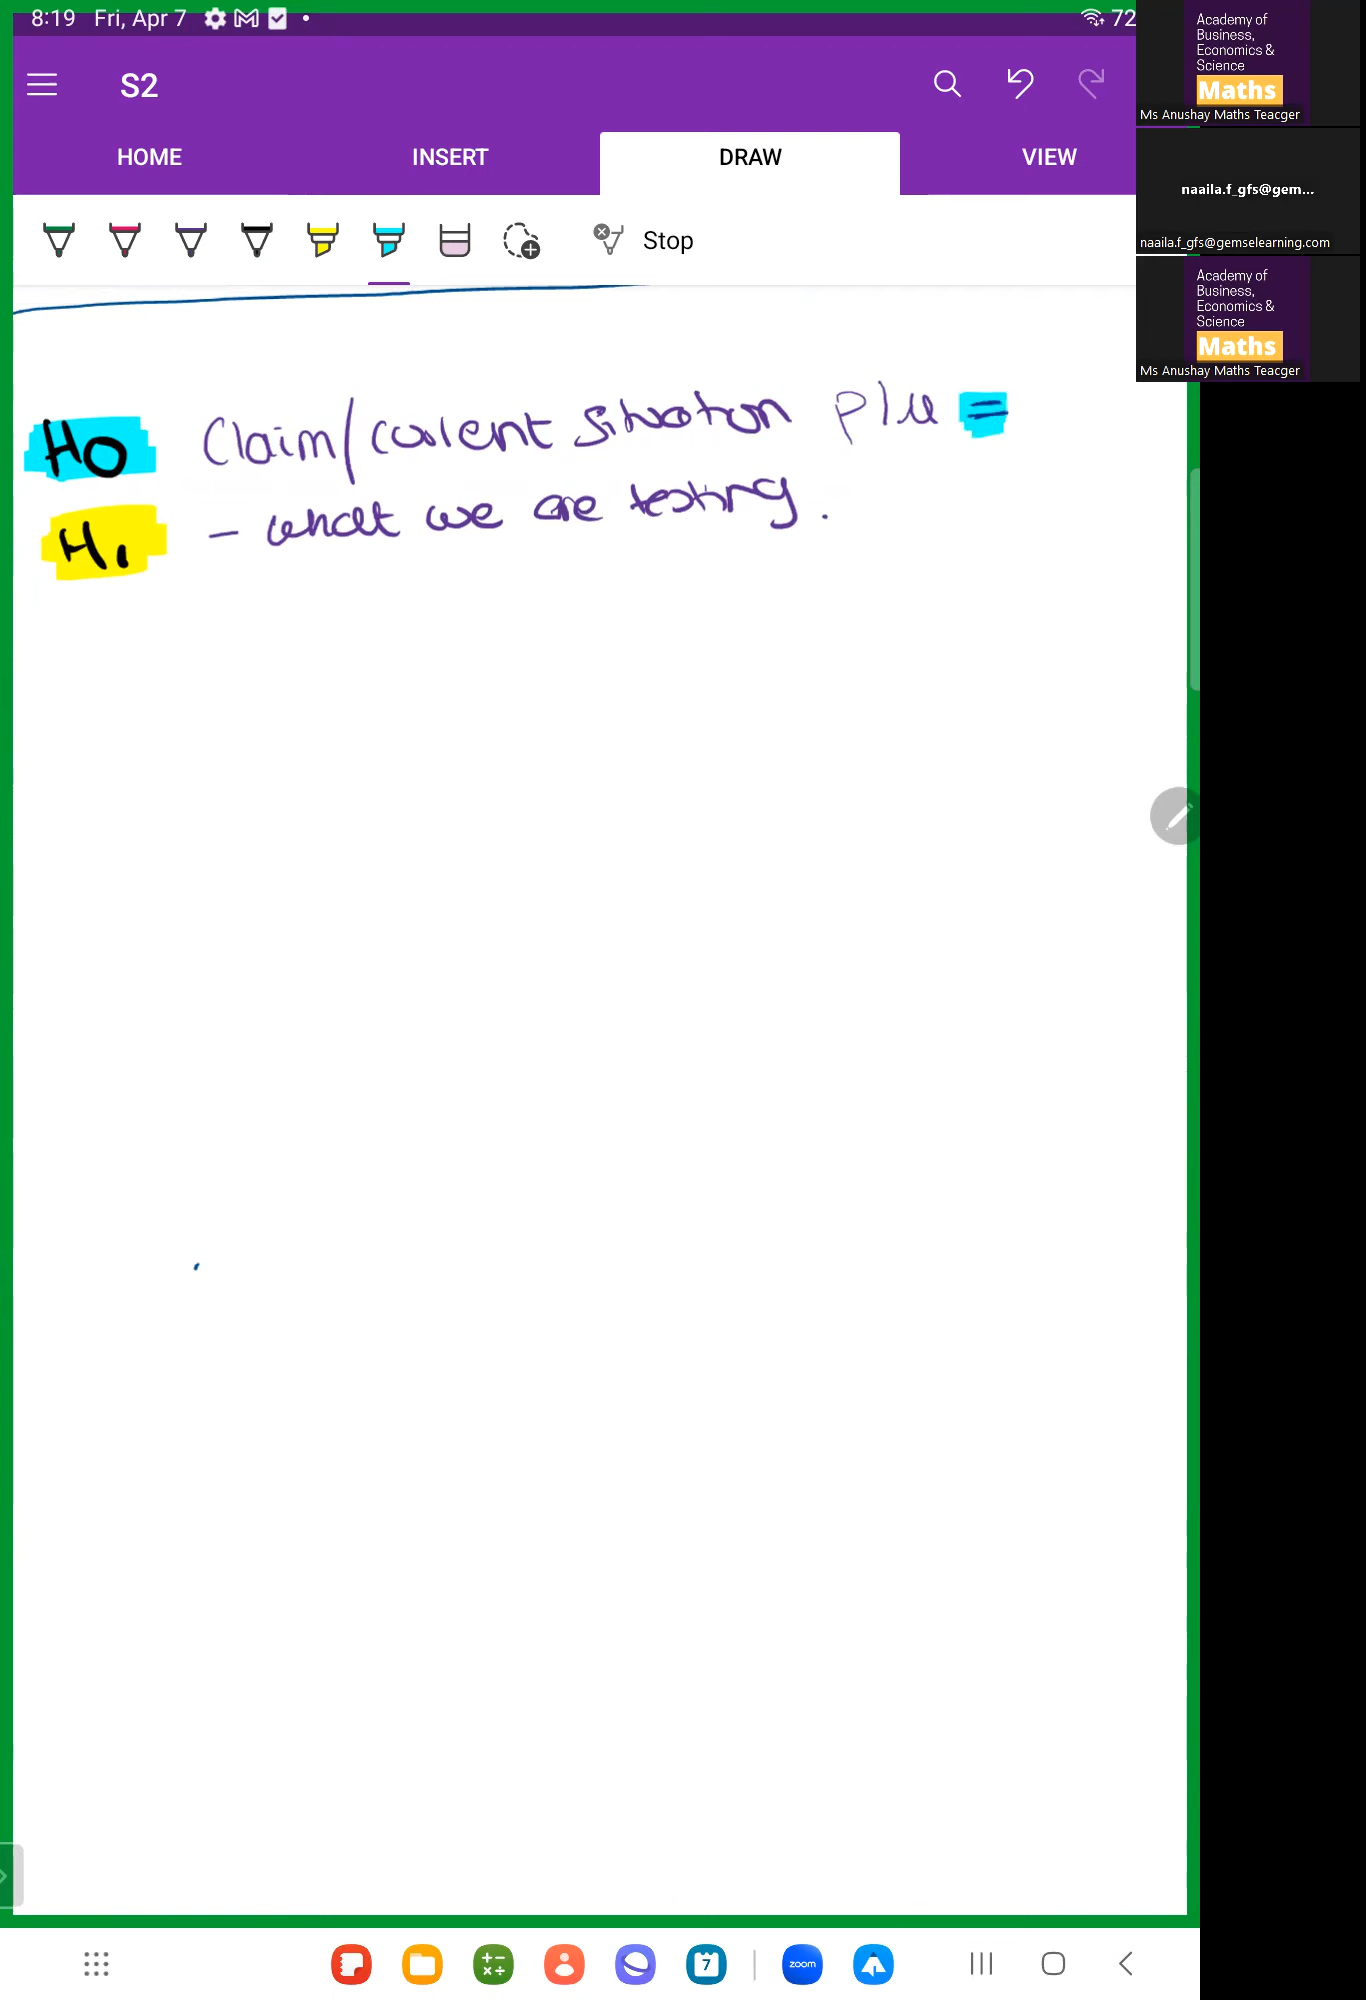 8:19 Fri, Apr 7
72
S2
HOME INSERT DRAW VIEW
Stop
Academy of
Business,
Economics &
Science
Maths
Ms Anushay Maths Teacger
naaila.f_gfs@gem...
naaila.f_gfs@gemselearning.com
Academy of
Business,
Economics &
Science
Maths
Ms Anushay Maths Teacger
H0 Claim/current situation p/μ =
H1 - what we are testing.
7
zoom